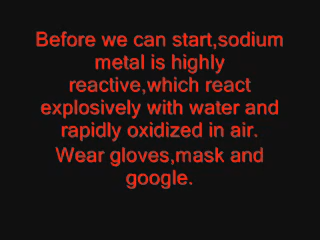 Before we can start,sodium
metal is highly
reactive,which react
explosively with water and
rapidly oxidized in air.
Wear gloves,mask and
google.